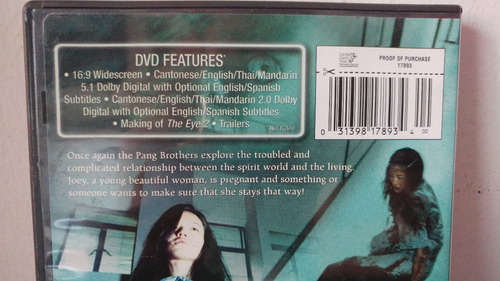 DVD FEATURES*
• 16:9 Widescreen • Cantonese/English/Thai/Mandarin
5.1 Dolby Digital with Optional English/Spanish
Subtitles • Cantonese/English/Thai/Mandarin 2.0 Dolby
Digital with Optional English/Spanish Subtitles
• Making of The Eye 2 • Trailers
*Not Rated
PROOF OF PURCHASE
17893
0 31398 17893 4 00
Once again the Pang Brothers explore the troubled and
complicated relationship between the spirit world and the living.
Joey, a young beautiful woman, is pregnant and something or
someone wants to make sure that she stays that way!